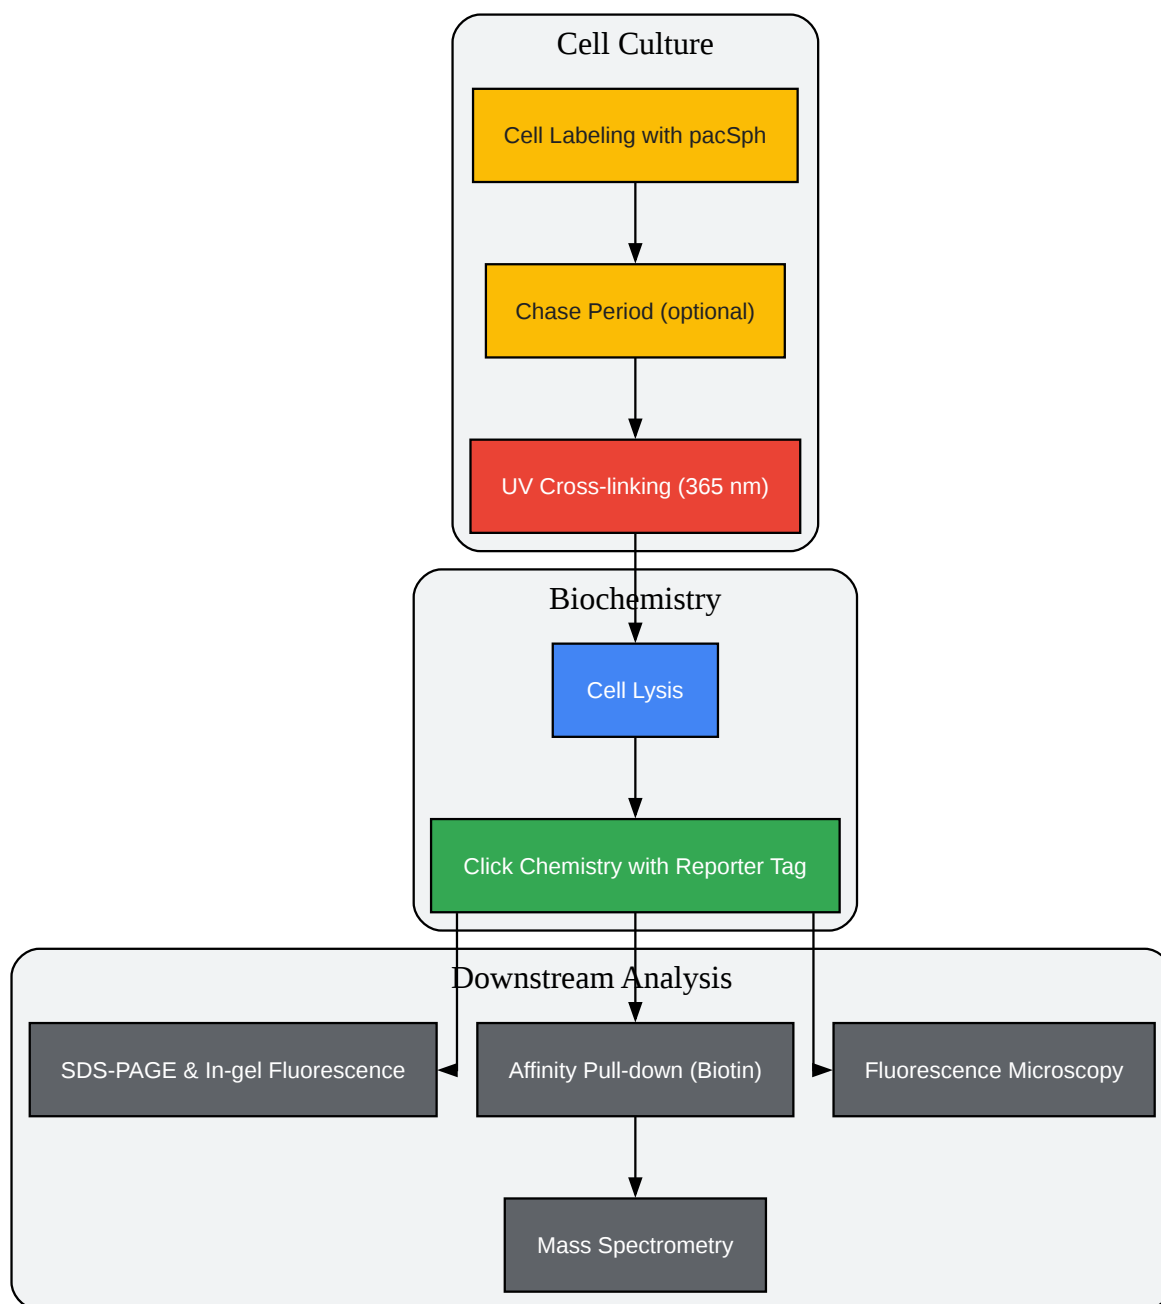 Cell Culture
Cell Labeling with pacSph
Chase Period (optional)
UV Cross-linking (365 nm)
Biochemistry
Cell Lysis
Click Chemistry with Reporter Tag
Downstream Analysis
SDS-PAGE & In-gel Fluorescence
Affinity Pull-down (Biotin)
Fluorescence Microscopy
Mass Spectrometry